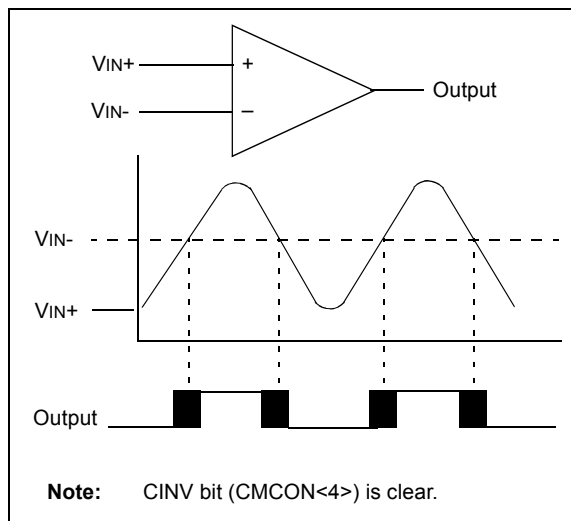 VIN+
+
Output
VIN-
–
VIN-
VIN+
Output
Note: CINV bit (CMCON<4>) is clear.